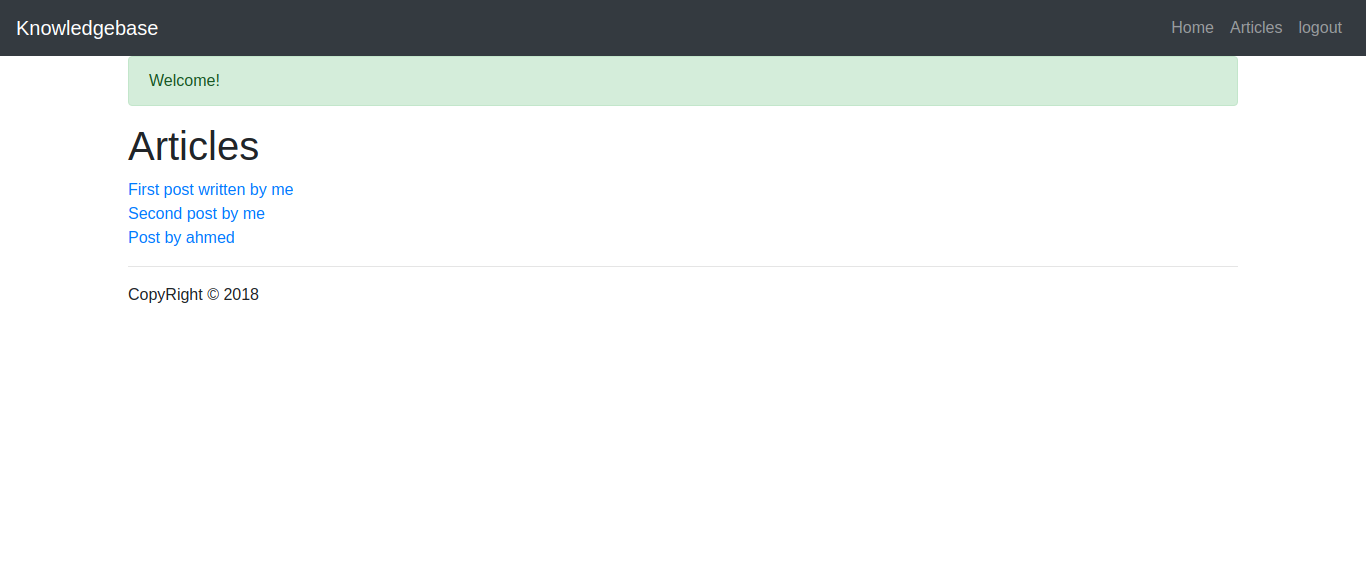 Knowledgebase Home Articles logout
Welcome!
Articles
First post written by me
Second post by me
Post by ahmed
CopyRight © 2018